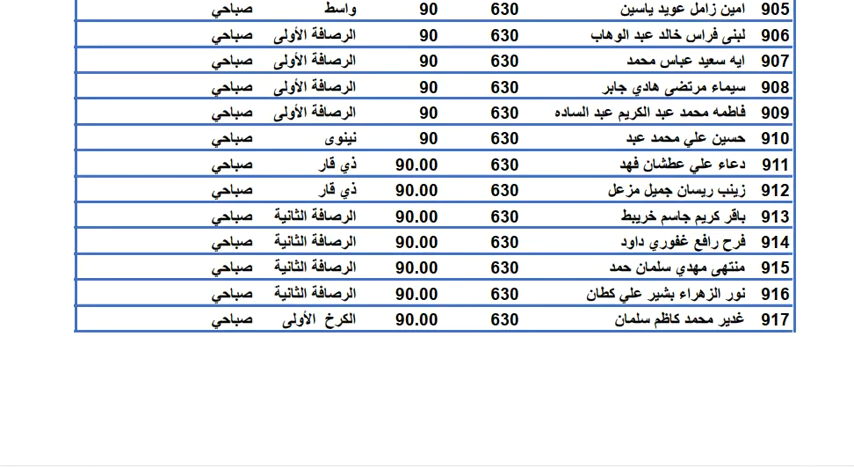 905 امين زامل عويد ياسين 630 90 واسط صباحي
906 لبنى فراس خالد عبد الوهاب 630 90 الرصافة الأولى صباحي
907 ايه سعيد عباس محمد 630 90 الرصافة الأولى صباحي
908 سيماء مرتضى هادي جابر 630 90 الرصافة الأولى صباحي
909 فاطمه محمد عبد الكريم عبد الساده 630 90 الرصافة الأولى صباحي
910 حسين علي محمد عبد 630 90 نينوى صباحي
911 دعاء علي عطشان فهد 630 90.00 ذي قار صباحي
912 زينب ريسان جميل مزعل 630 90.00 ذي قار صباحي
913 باقر كريم جاسم خريبط 630 90.00 الرصافة الثانية صباحي
914 فرح رافع غفوري داود 630 90.00 الرصافة الثانية صباحي
915 منتهى مهدي سلمان حمد 630 90.00 الرصافة الثانية صباحي
916 نور الزهراء بشير علي كطان 630 90.00 الرصافة الثانية صباحي
917 غدير محمد كاظم سلمان 630 90.00 الكرخ الأولى صباحي